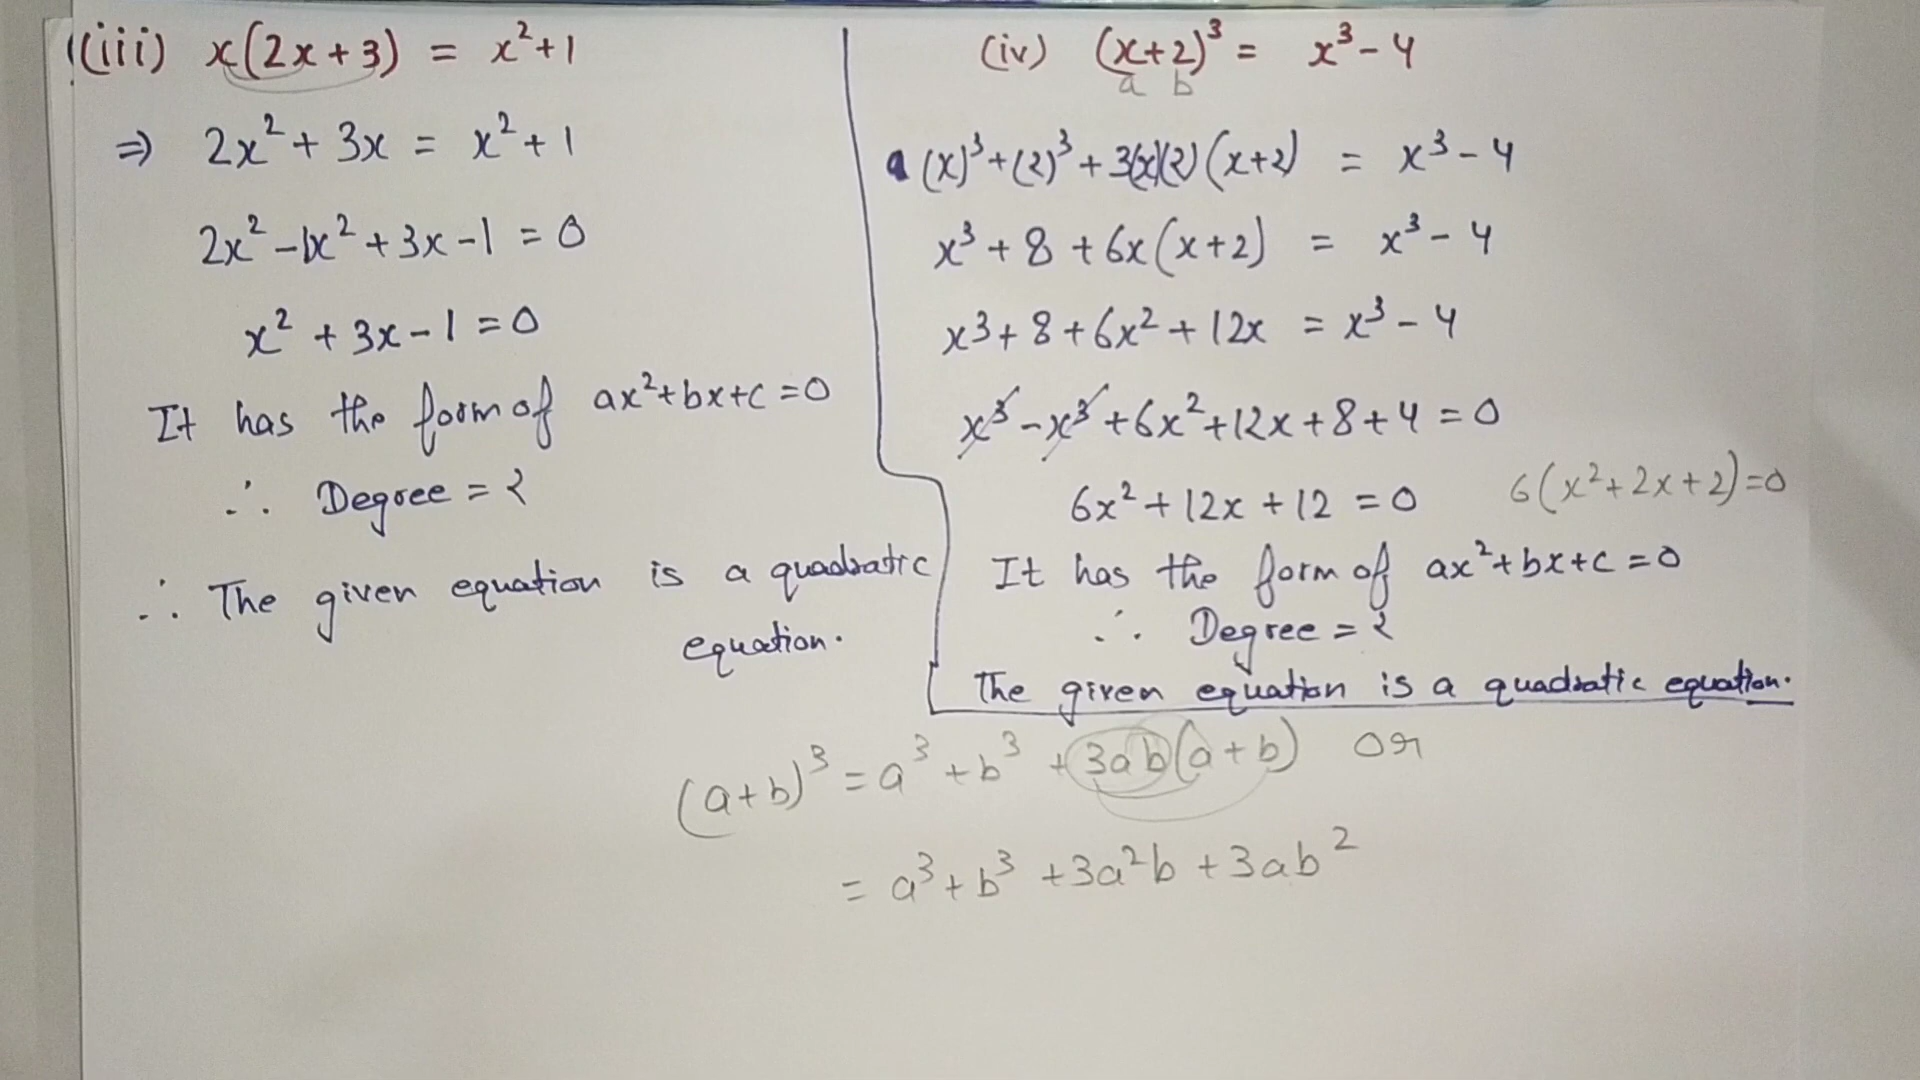 (iii) x(2x+3) = x²+1
⇒ 2x² + 3x = x² + 1
2x² - 1x² + 3x - 1 = 0
x² + 3x - 1 = 0
It has the form of ax²+bx+c = 0
∴ Degree = 2
∴ The given equation is a quadratic
equation.
(iv) (x+2)³ = x³ - 4
a b
(x)³ + (2)³ + 3(x)(2)(x+2) = x³ - 4
x³ + 8 + 6x(x+2) = x³ - 4
x³ + 8 + 6x² + 12x = x³ - 4
x³ - x³ + 6x² + 12x + 8 + 4 = 0
6x² + 12x + 12 = 0 6(x²+2x+2)=0
It has the form of ax²+bx+c = 0
∴ Degree = 2
The given equation is a quadratic equation.
(a+b)³ = a³ + b³ + 3ab(a+b) or
= a³ + b³ + 3a²b + 3ab²